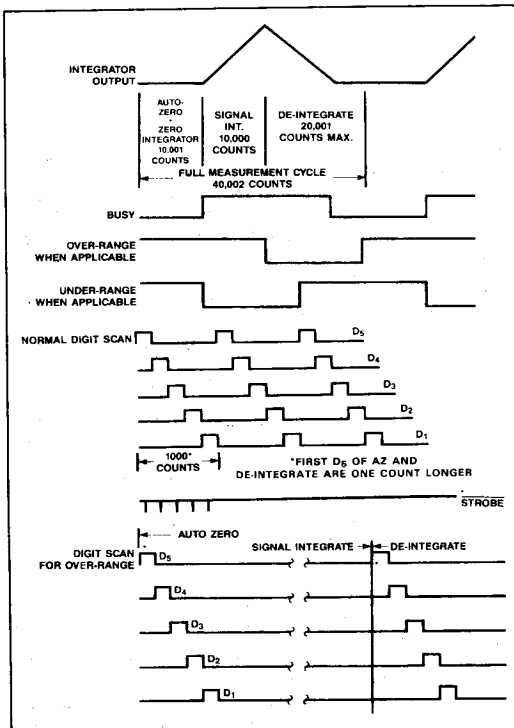 INTEGRATOR
OUTPUT
AUTO-
ZERO
ZERO
INTEGRATOR
10,001
COUNTS
SIGNAL
INT.
10,000
COUNTS
DE-INTEGRATE
20,001
COUNTS MAX.
FULL MEASUREMENT CYCLE
40,002 COUNTS
BUSY
OVER-RANGE
WHEN APPLICABLE
UNDER-RANGE
WHEN APPLICABLE
NORMAL DIGIT SCAN
D5
D4
D3
D2
D1
1000*
COUNTS
*FIRST D5 OF AZ AND
DE-INTEGRATE ARE ONE COUNT LONGER
STROBE
AUTO ZERO
SIGNAL INTEGRATE
DE-INTEGRATE
DIGIT SCAN
FOR OVER-RANGE
D5
D4
D3
D2
D1